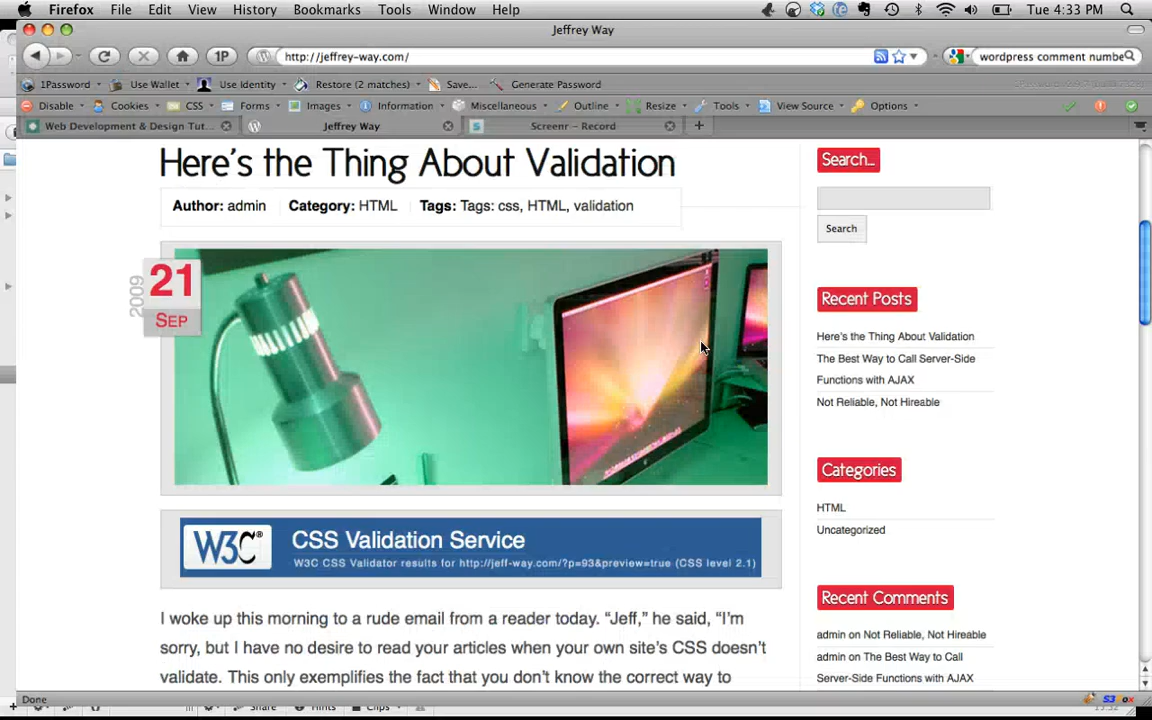 Firefox File Edit View History Bookmarks Tools Window Help Tue 4:33 PM
Jeffrey Way
1P http://jeffrey-way.com/ wordpress comment numbe
1Password Use Wallet Use Identity Restore (2 matches) Save... Generate Password
Disable Cookies CSS Forms Images Information Miscellaneous Outline Resize Tools View Source Options
Web Development & Design Tut... Jeffrey Way Screenr – Record
Here's the Thing About Validation
Author: admin Category: HTML Tags: Tags: css, HTML, validation
2009
21
Sep
W3C® CSS Validation Service
W3C CSS Validator results for http://jeff-way.com/?p=93&preview=true (CSS level 2.1)
I woke up this morning to a rude email from a reader today. “Jeff,” he said, “I'm
sorry, but I have no desire to read your articles when your own site's CSS doesn't
validate. This only exemplifies the fact that you don't know the correct way to
Search...
Search
Recent Posts
Here's the Thing About Validation
The Best Way to Call Server-Side
Functions with AJAX
Not Reliable, Not Hireable
Categories
HTML
Uncategorized
Recent Comments
admin on Not Reliable, Not Hireable
admin on The Best Way to Call
Server-Side Functions with AJAX
Done S3
Share Hints Clips